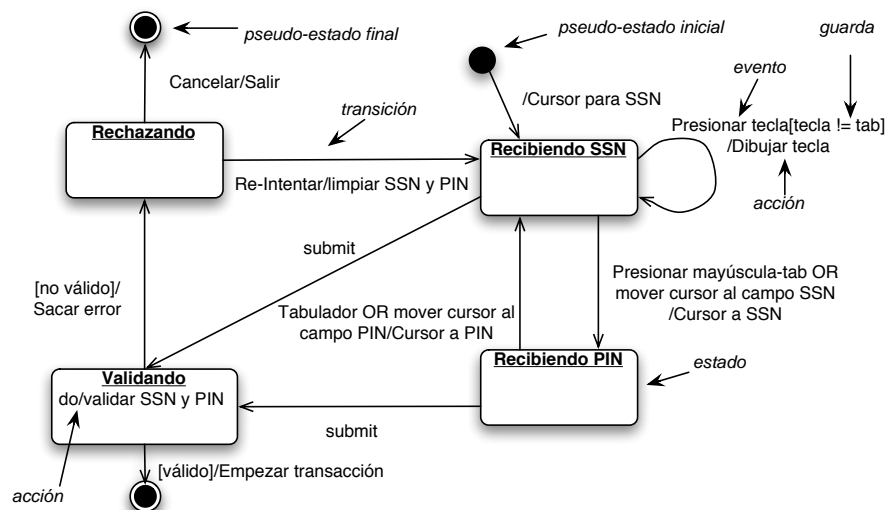 pseudo-estado final
pseudo-estado inicial
guarda
evento
Cancelar/Salir
transición
/Cursor para SSN
Presionar tecla[tecla != tab]
/Dibujar tecla
acción
Rechazando
Recibiendo SSN
Re-Intentar/limpiar SSN y PIN
submit
[no válido]/
Sacar error
Tabulador OR mover cursor al
campo PIN/Cursor a PIN
Presionar mayúscula-tab OR
mover cursor al campo SSN
/Cursor a SSN
Validando
do/validar SSN y PIN
Recibiendo PIN
estado
submit
[válido]/Empezar transacción
acción